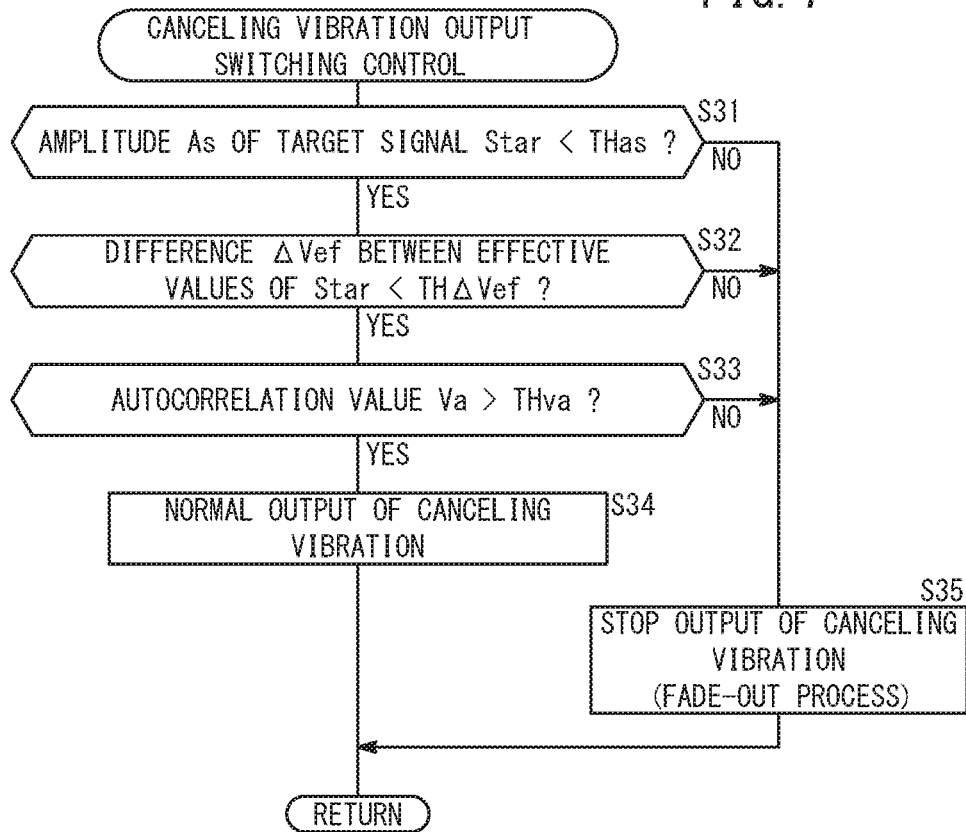 FIG. 7
CANCELING VIBRATION OUTPUT
SWITCHING CONTROL
S31
AMPLITUDE As OF TARGET SIGNAL Star < THas ?
NO
YES
S32
DIFFERENCE ΔVef BETWEEN EFFECTIVE
VALUES OF Star < THΔVef ?
NO
YES
S33
AUTOCORRELATION VALUE Va > THva ?
NO
YES
NORMAL OUTPUT OF CANCELING
VIBRATION
S34
S35
STOP OUTPUT OF CANCELING
VIBRATION
(FADE-OUT PROCESS)
RETURN